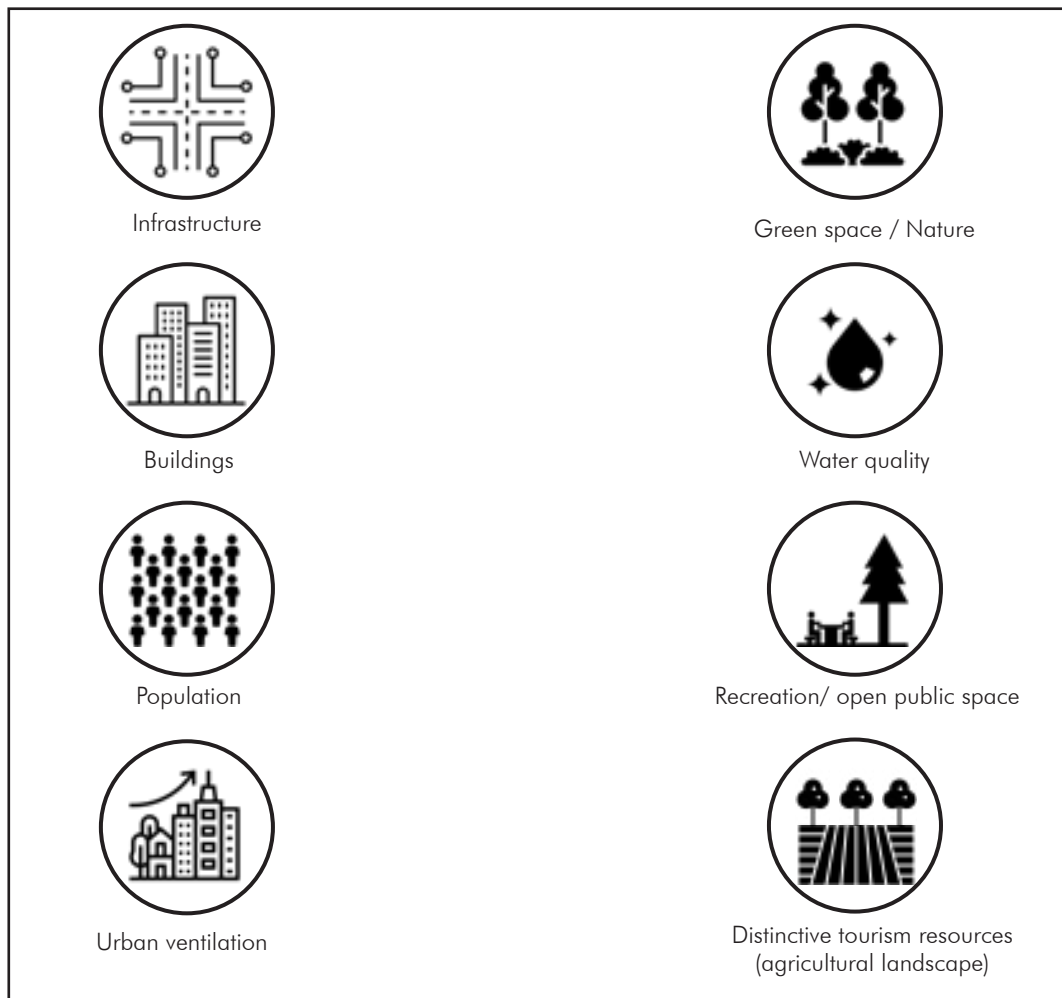 Infrastructure
Green space / Nature
Buildings
Water quality
Population
Recreation/ open public space
Urban ventilation
Distinctive tourism resources
(agricultural landscape)